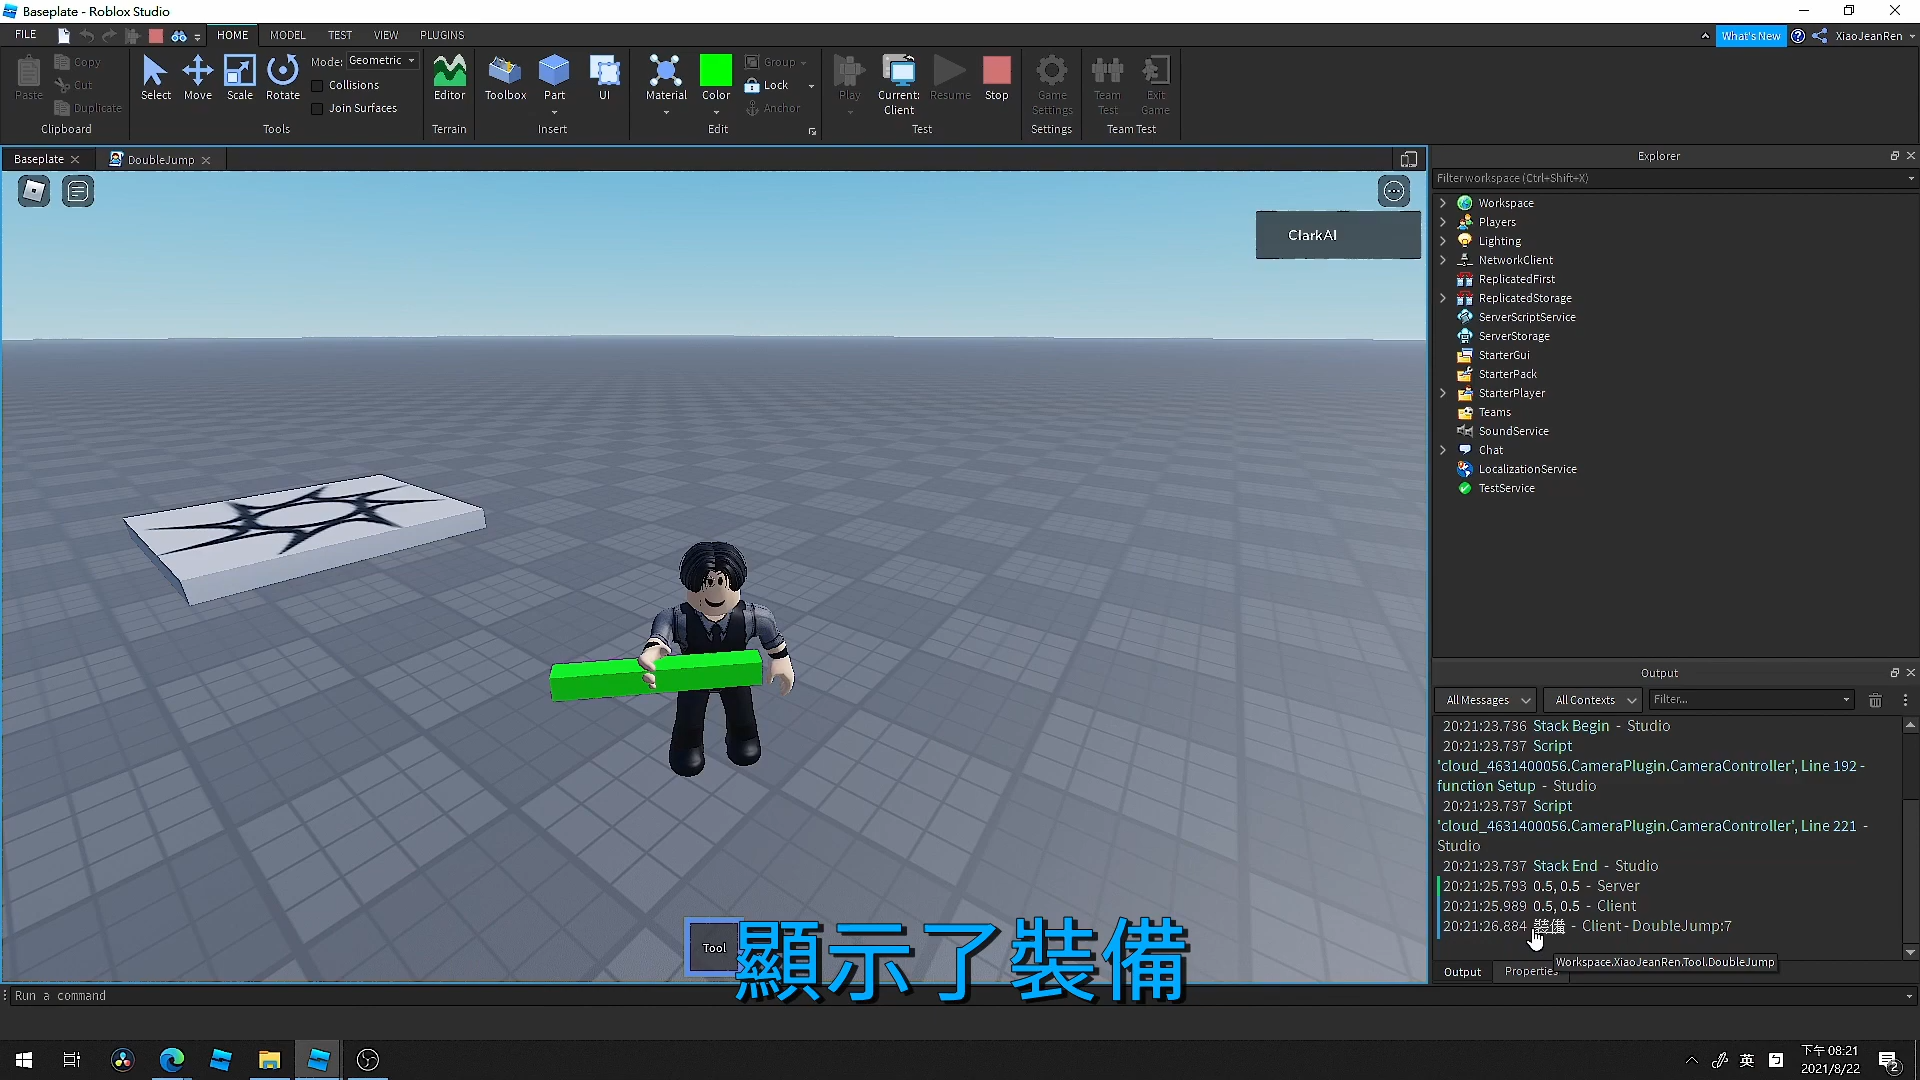 Baseplate - Roblox Studio
FILE HOME MODEL TEST VIEW PLUGINS What's New XiaoJeanRen
Paste Copy Cut Duplicate
Clipboard
Select Move Scale Rotate
Mode: Geometric
Collisions
Join Surfaces
Tools
Editor
Terrain
Toolbox Part UI
Insert
Material Color
Group
Lock
Anchor
Edit
Play Current: Client Resume Stop
Test
Game Settings
Settings
Team Test Exit Game
Team Test
Baseplate DoubleJump
ClarkAI
Explorer
Filter workspace (Ctrl+Shift+X)
Workspace
Players
Lighting
NetworkClient
ReplicatedFirst
ReplicatedStorage
ServerScriptService
ServerStorage
StarterGui
StarterPack
StarterPlayer
Teams
SoundService
Chat
LocalizationService
TestService
Output
All Messages All Contexts Filter...
20:21:23.736 Stack Begin - Studio
20:21:23.737 Script
'cloud_4631400056.CameraPlugin.CameraController', Line 192 -
function Setup - Studio
20:21:23.737 Script
'cloud_4631400056.CameraPlugin.CameraController', Line 221 -
Studio
20:21:23.737 Stack End - Studio
20:21:25.793 0.5, 0.5 - Server
20:21:25.989 0.5, 0.5 - Client
20:21:26.884 裝備 - Client - DoubleJump:7
Workspace.XiaoJeanRen.Tool.DoubleJump
Output Properties
Tool
顯示了裝備
Run a command
英
下午 08:21
2021/8/22
2